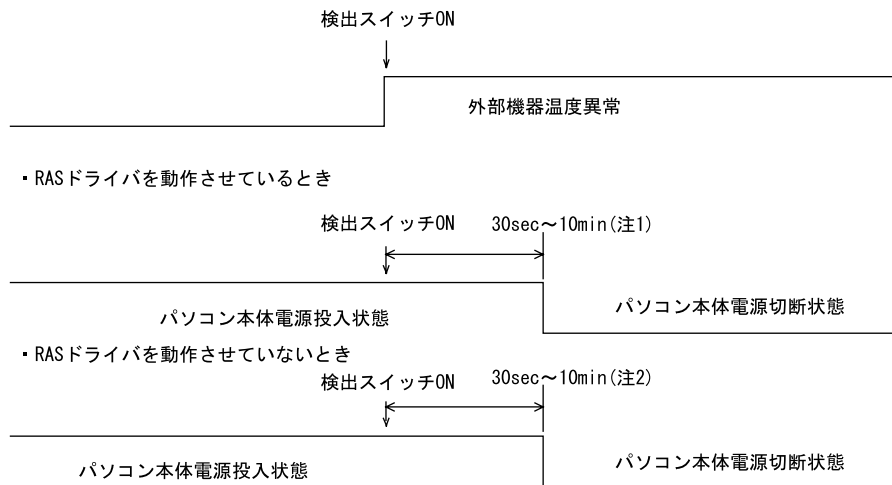 検出スイッチON
外部機器温度異常
・RASドライバを動作させているとき
検出スイッチON 30sec～10min(注1)
パソコン本体電源投入状態 パソコン本体電源切断状態
・RASドライバを動作させていないとき
検出スイッチON 30sec～10min(注2)
パソコン本体電源投入状態 パソコン本体電源切断状態